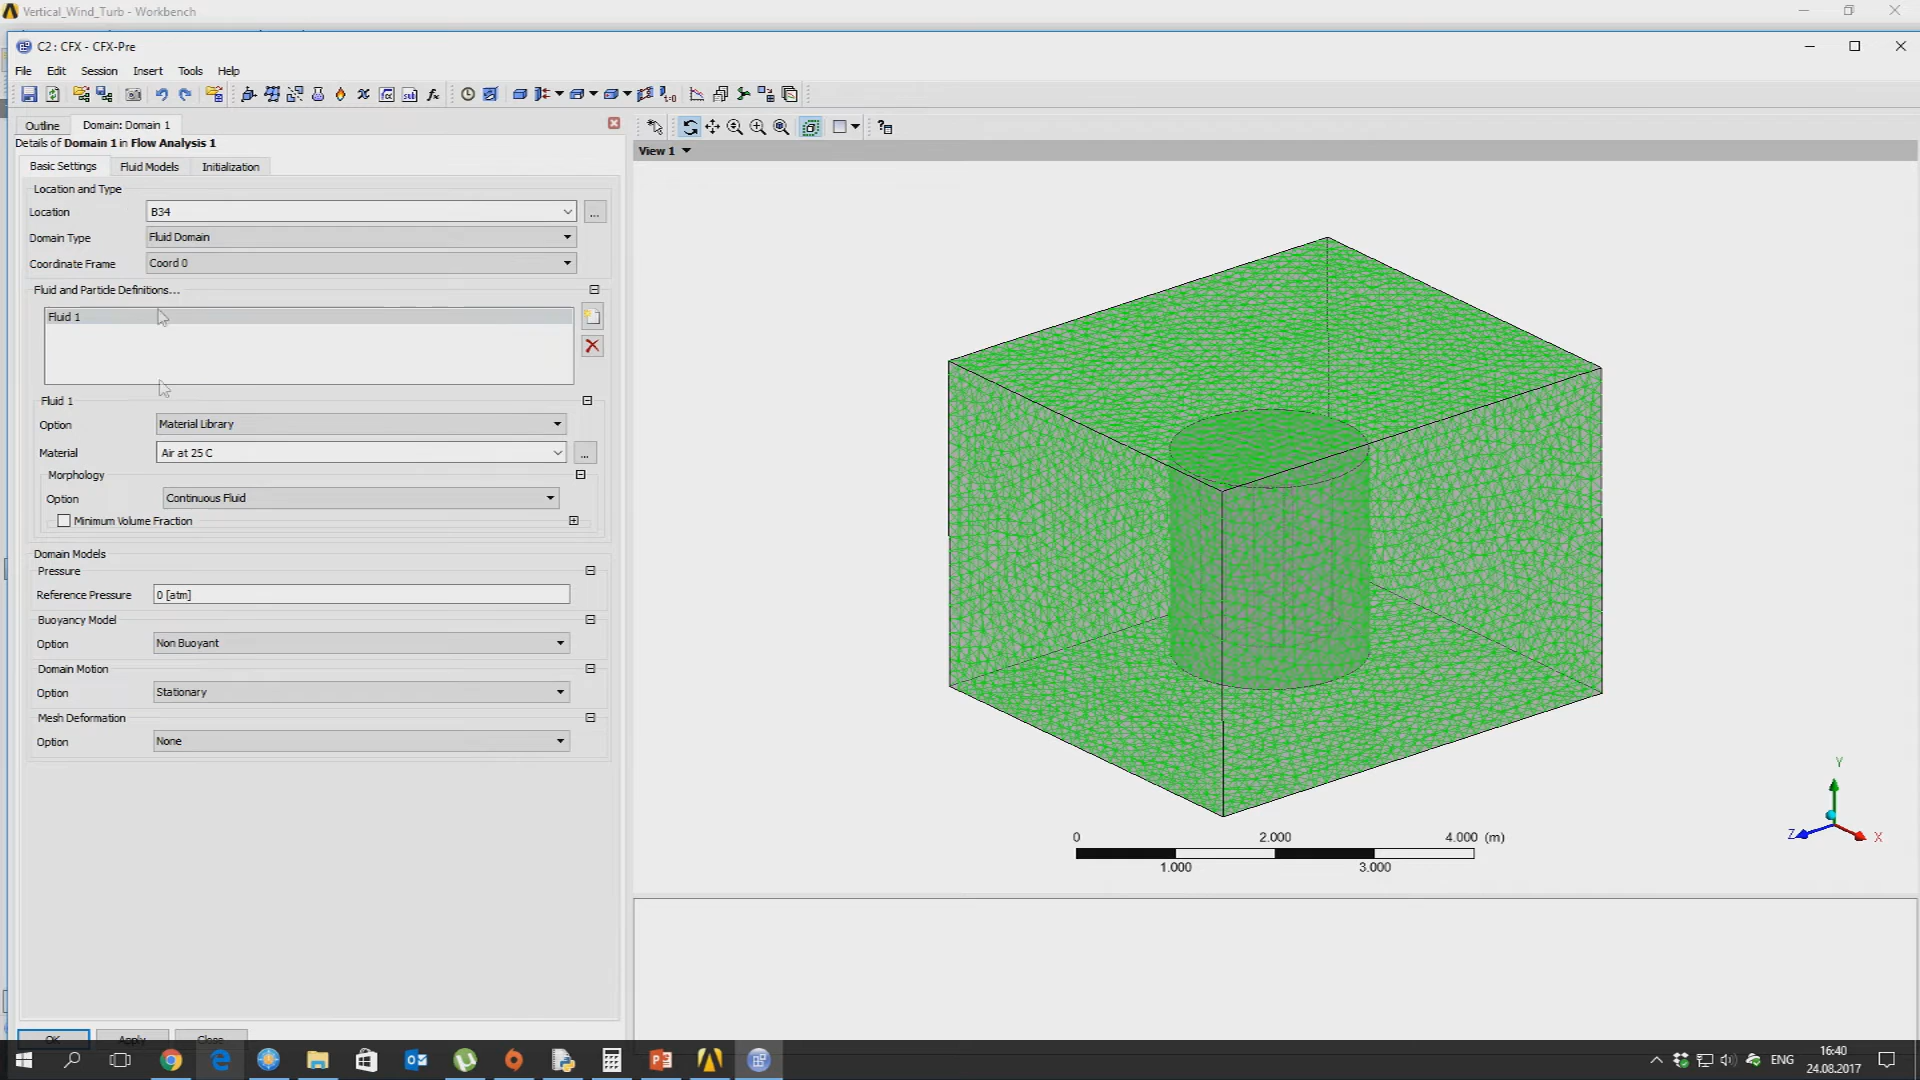 Vertical_Wind_Turb - Workbench
C2 : CFX - CFX-Pre
File Edit Session Insert Tools Help
Outline Domain: Domain 1
Details of Domain 1 in Flow Analysis 1
View 1
Basic Settings Fluid Models Initialization
Location and Type
Location B34 ...
Domain Type Fluid Domain
Coordinate Frame Coord 0
Fluid and Particle Definitions...
Fluid 1
Fluid 1
Option Material Library
Material Air at 25 C ...
Morphology
Option Continuous Fluid
Minimum Volume Fraction
Domain Models
Pressure
Reference Pressure 0 [atm]
Buoyancy Model
Option Non Buoyant
Domain Motion
Option Stationary
Mesh Deformation
Option None
Y
Z X
0 2.000 4.000 (m)
1.000 3.000
OK Apply Close
ENG 16:40
24.08.2017